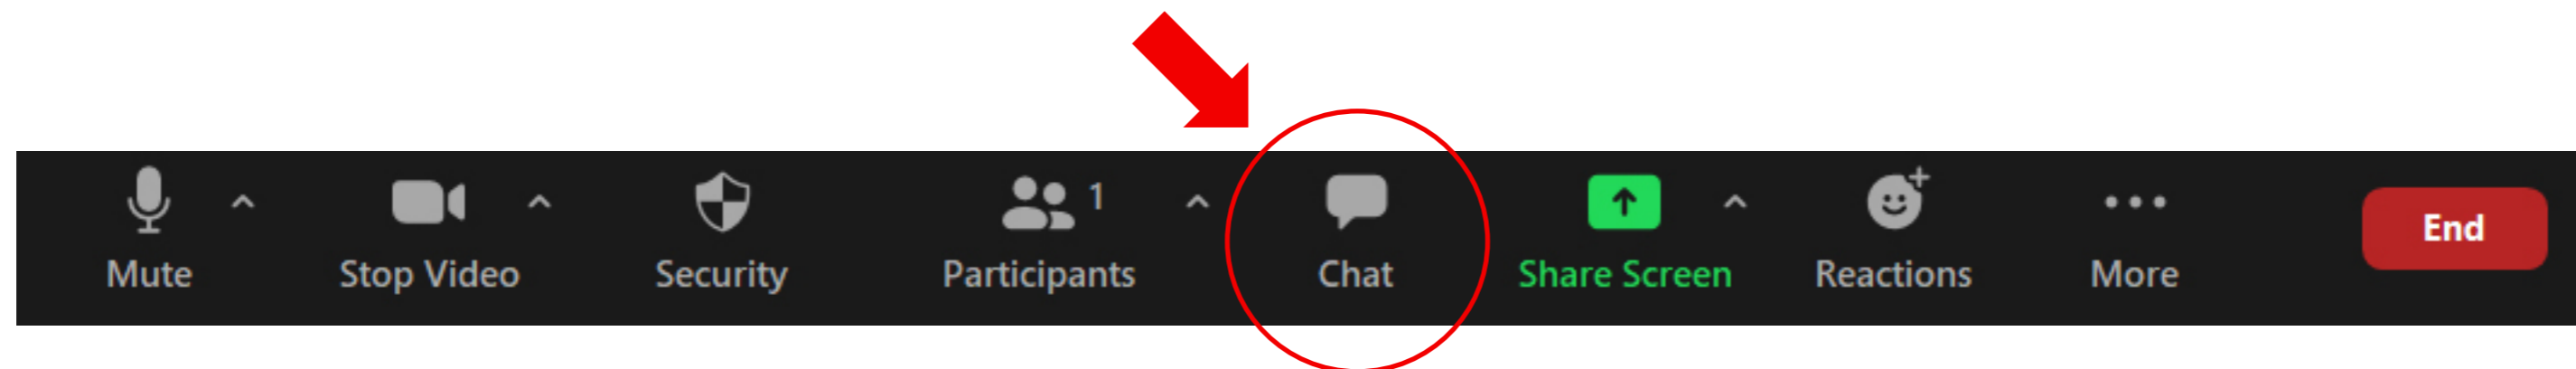 1
Mute
Stop Video
Security
Participants
Chat
Share Screen
Reactions
More
End